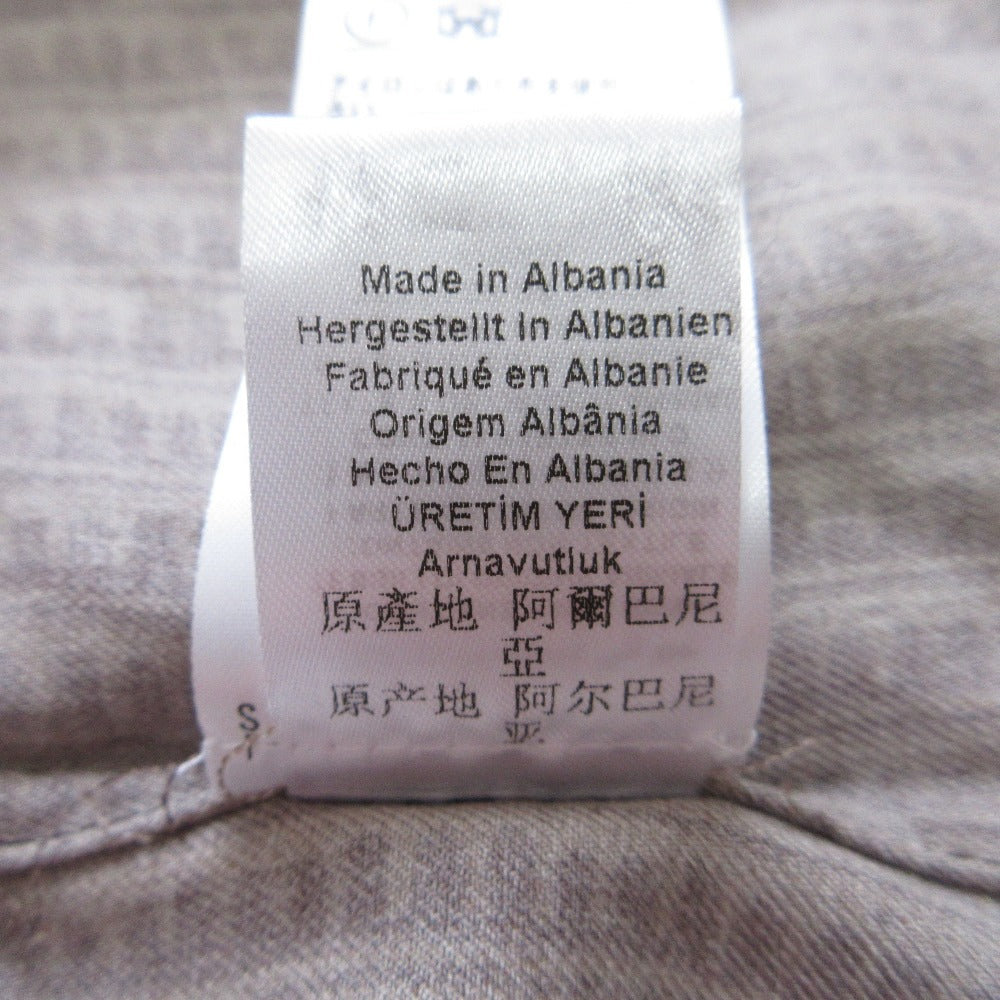 Made in Albania
Hergestellt in Albanien
Fabriqué en Albanie
Origem Albânia
Hecho En Albania
ÜRETİM YERİ
Arnavutluk
原產地 阿爾巴尼
亞
原产地 阿尔巴尼
亚